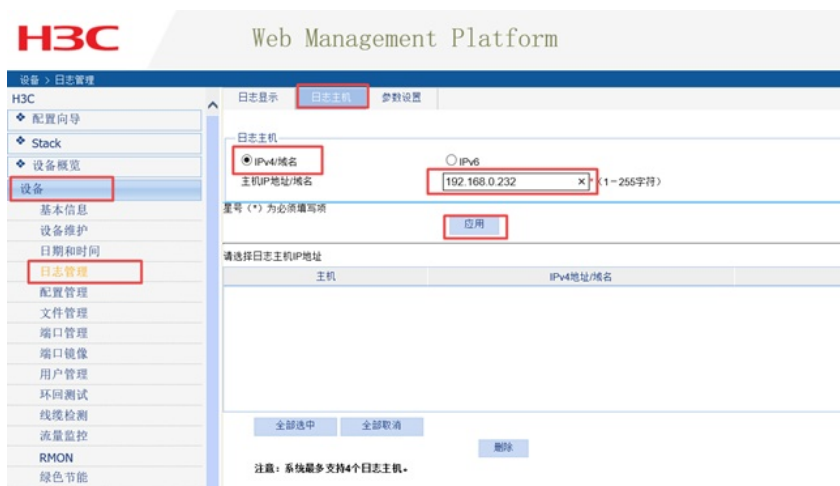 H3C
Web Management Platform
设备 > 日志管理
H3C
配置向导
Stack
设备概览
设备
基本信息
设备维护
日期和时间
日志管理
配置管理
文件管理
端口管理
端口镜像
用户管理
环回测试
线缆检测
流量监控
RMON
绿色节能
日志显示 日志主机 参数设置
日志主机
IPv4/域名 IPv6
主机IP地址/域名 192.168.0.232 × *(1-255字符)
星号(*)为必须填写项
应用
请选择日志主机IP地址
主机 IPv4地址/域名
全部选中 全部取消
删除
注意:系统最多支持4个日志主机。